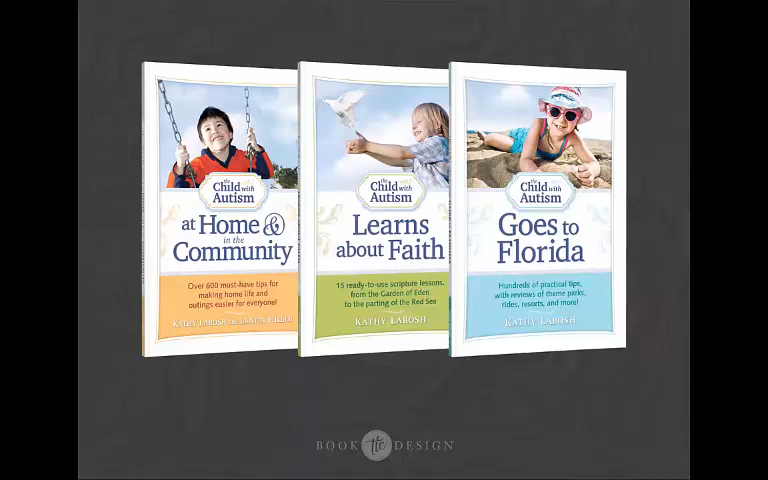 the
Child with
Autism
at Home &
in the
Community
Over 600 must-have tips for
making home life and
outings easier for everyone!
KATHY LABOSH and LANITA MILLER
the
Child with
Autism
Learns
about Faith
15 ready-to-use scripture lessons,
from the Garden of Eden
to the parting of the Red Sea
KATHY LABOSH
the
Child with
Autism
Goes to
Florida
Hundreds of practical tips,
with reviews of theme parks,
rides, resorts, and more!
KATHY LABOSH
BOOK tlc DESIGN